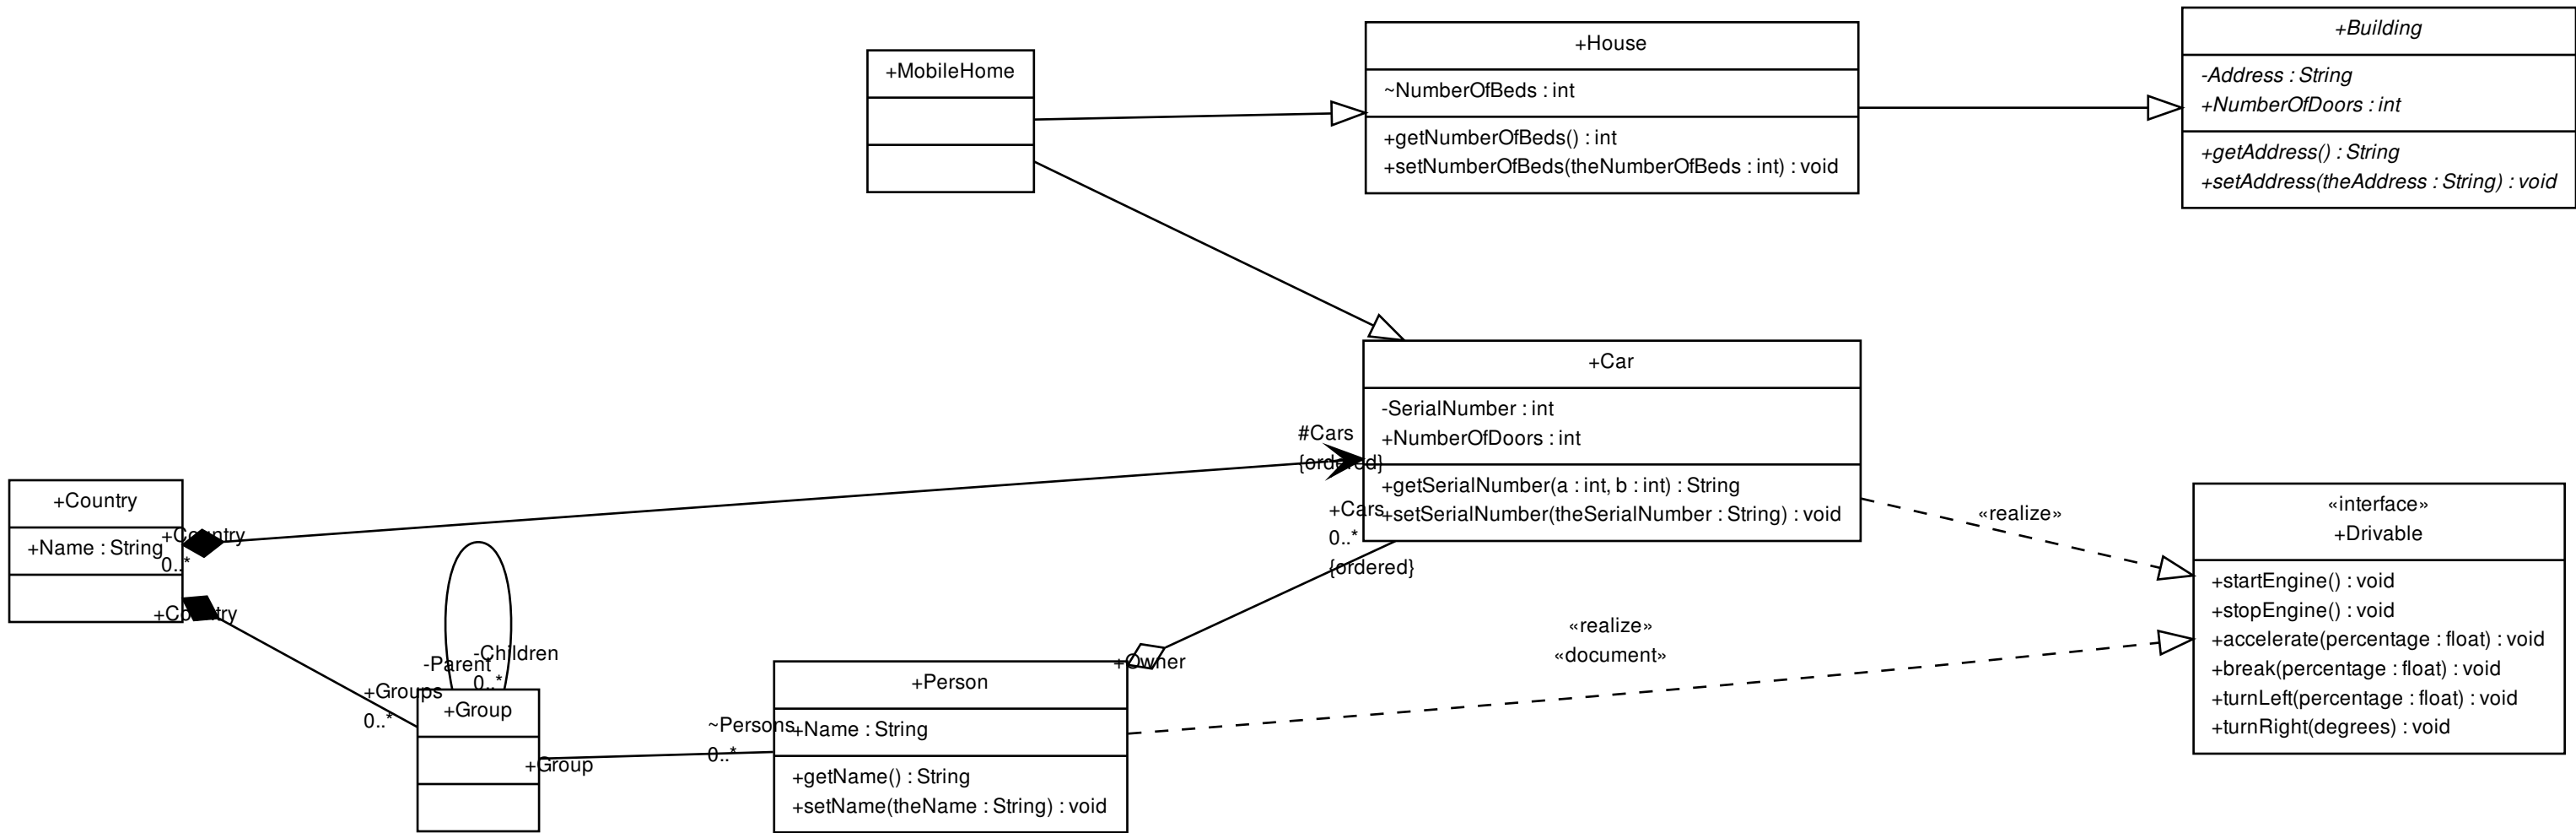 +MobileHome
+House
~NumberOfBeds : int
+getNumberOfBeds() : int
+setNumberOfBeds(theNumberOfBeds : int) : void
+Building
-Address : String
+NumberOfDoors : int
+getAddress() : String
+setAddress(theAddress : String) : void
+Car
-SerialNumber : int
+NumberOfDoors : int
+getSerialNumber(a : int, b : int) : String
+setSerialNumber(theSerialNumber : String) : void
#Cars
{ordered}
+Cars
0..*
{ordered}
+Country
+Name : String
+Country
0..*
+Country
-Parent
-Children
0..*
+Groups
0..*
+Group
+Group
~Persons
0..*
+Person
+Name : String
+getName() : String
+setName(theName : String) : void
+Owner
«realize»
«realize»
«document»
«interface»
+Drivable
+startEngine() : void
+stopEngine() : void
+accelerate(percentage : float) : void
+break(percentage : float) : void
+turnLeft(percentage : float) : void
+turnRight(degrees) : void